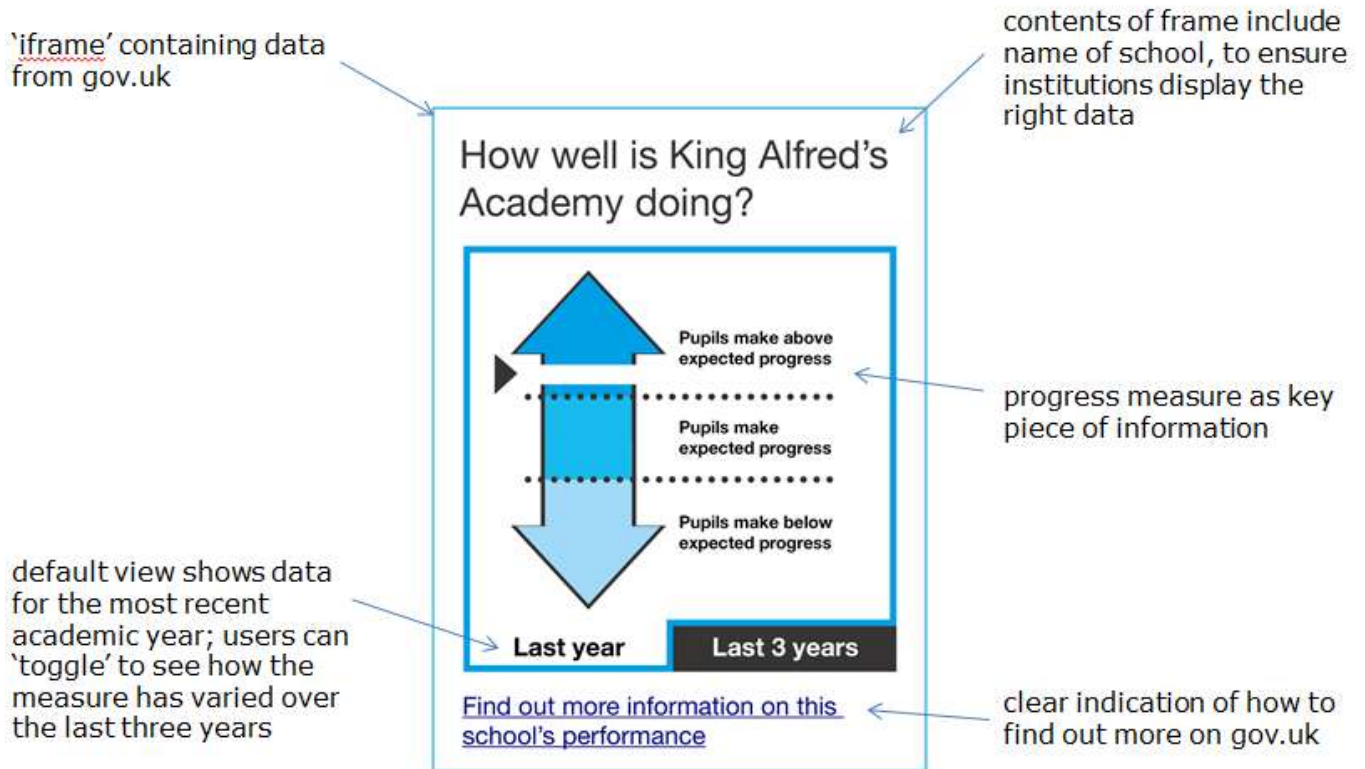 ‘iframe’ containing data
from gov.uk
contents of frame include
name of school, to ensure
institutions display the
right data
How well is King Alfred’s
Academy doing?
Pupils make above
expected progress
progress measure as key
piece of information
Pupils make
expected progress
Pupils make below
expected progress
default view shows data
for the most recent
academic year; users can
‘toggle’ to see how the
measure has varied over
the last three years
Last year
Last 3 years
Find out more information on this
school’s performance
clear indication of how to
find out more on gov.uk